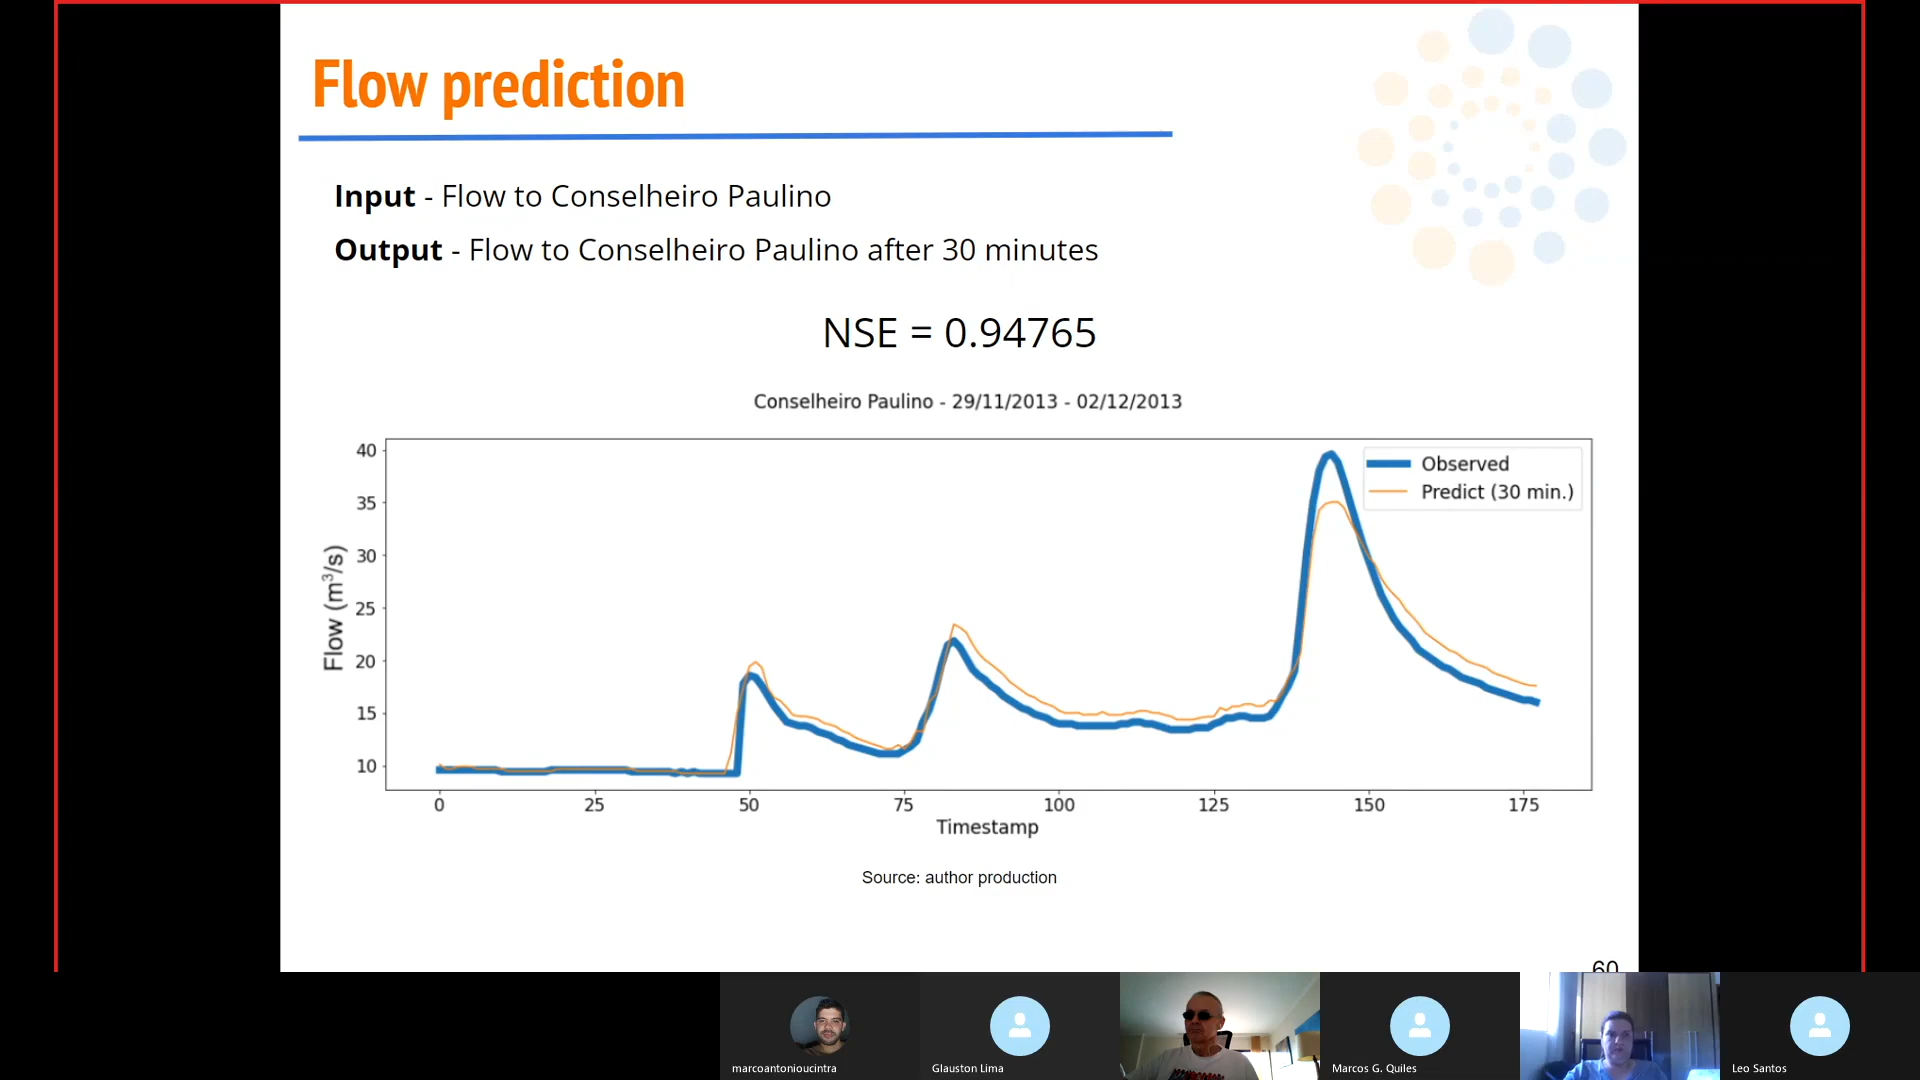 Flow prediction
Input - Flow to Conselheiro Paulino
Output - Flow to Conselheiro Paulino after 30 minutes
NSE = 0.94765
Conselheiro Paulino - 29/11/2013 - 02/12/2013
40
35
30
25
20
15
10
Flow (m³/s)
Observed
Predict (30 min.)
0 25 50 75 100 125 150 175
Timestamp
Source: author production
60
marcoantonioucintra
Glauston Lima
Marcos G. Quiles
Leo Santos